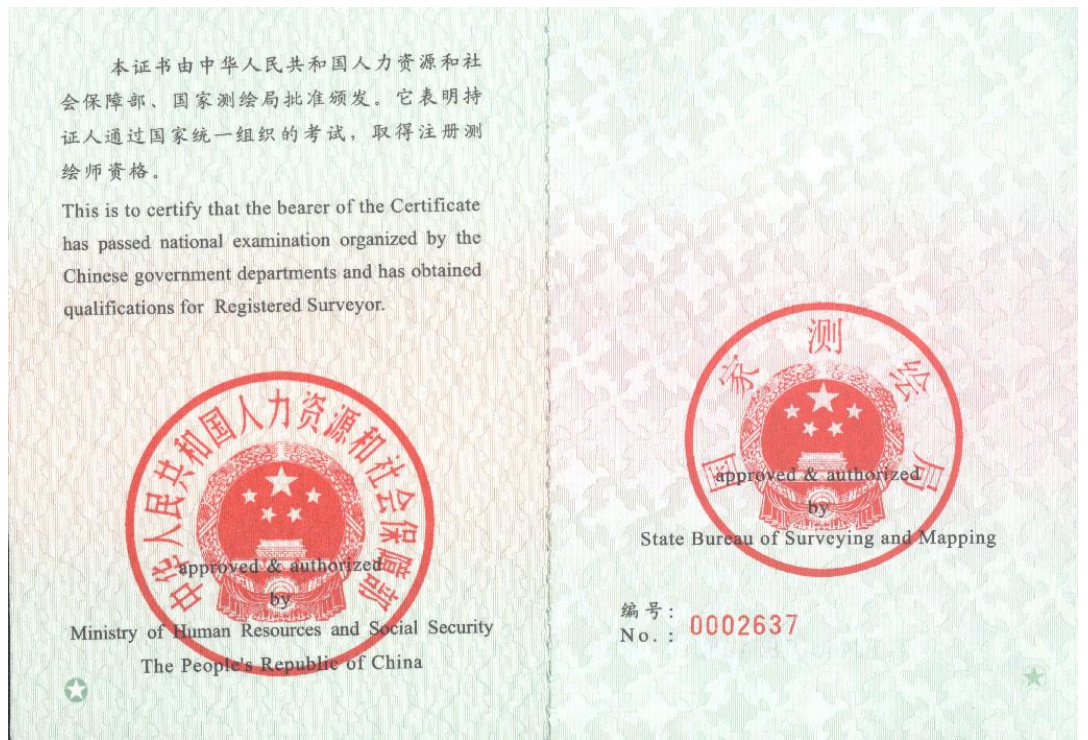 本证书由中华人民共和国人力资源和社
会保障部、国家测绘局批准颁发。它表明持
证人通过国家统一组织的考试，取得注册测
绘师资格。
This is to certify that the bearer of the Certificate
has passed national examination organized by the
Chinese government departments and has obtained
qualifications for Registered Surveyor.
中华人民共和国人力资源和社会保障部
approved & authorized
by
Ministry of Human Resources and Social Security
The People's Republic of China
国家测绘局
approved & authorized
by
State Bureau of Surveying and Mapping
编号：
No.: 0002637